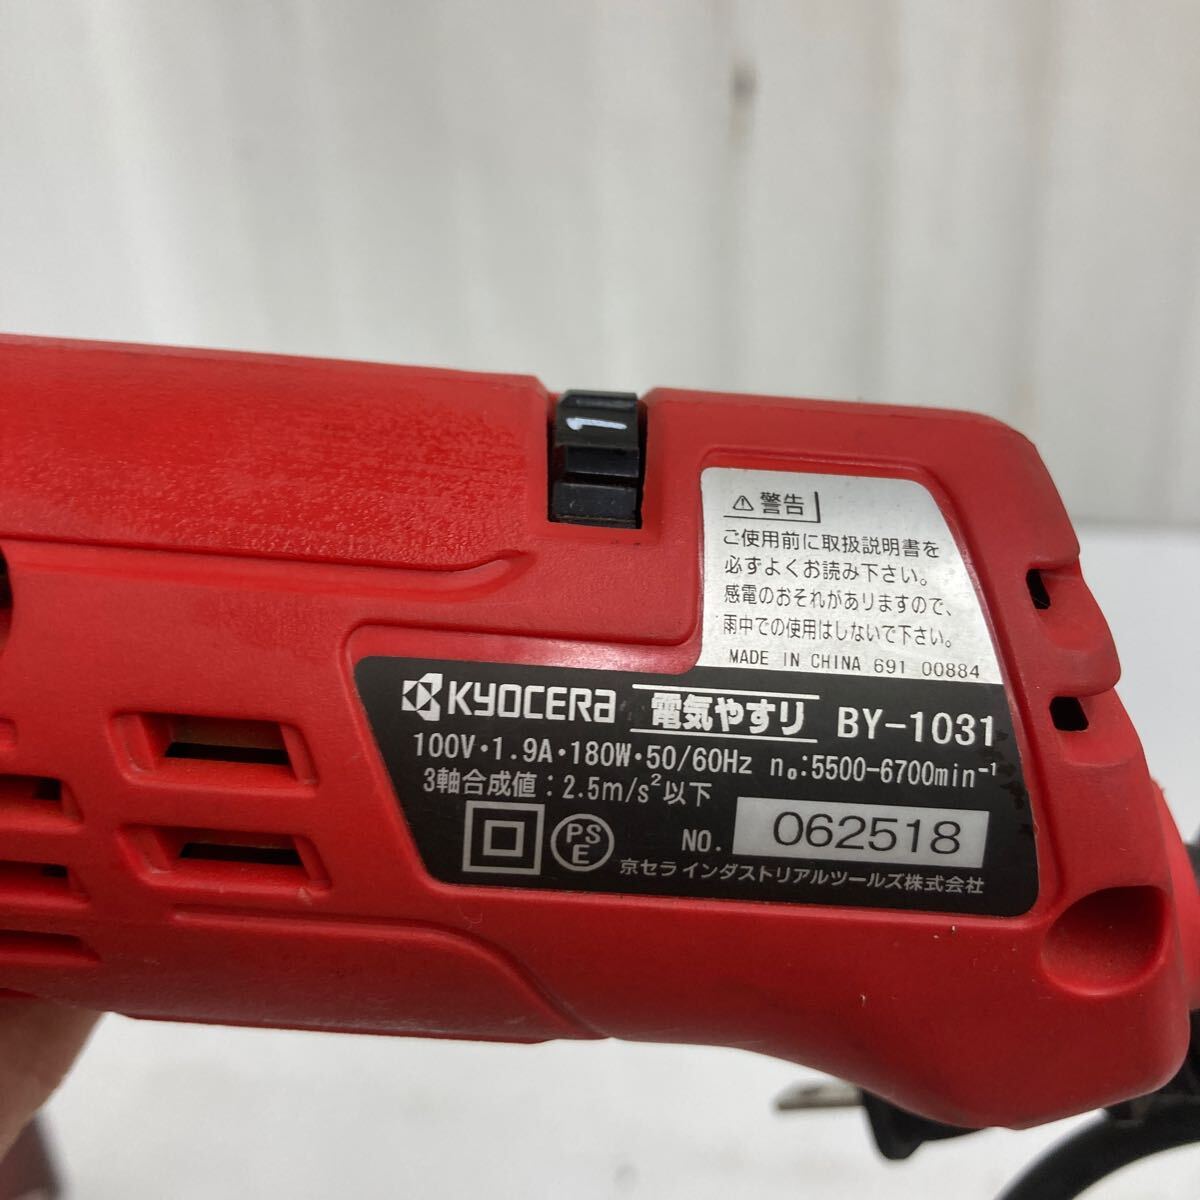 1
⚠ 警告
ご使用前に取扱説明書を
必ずよくお読み下さい。
感電のおそれがありますので、
雨中での使用はしないで下さい。
MADE IN CHINA 691 00884
KYOCERA 電気やすり BY-1031
100V・1.9A・180W・50/60Hz n₀:5500-6700min⁻¹
3軸合成値:2.5m/s²以下
PSE NO. 062518
京セラ インダストリアルツールズ株式会社